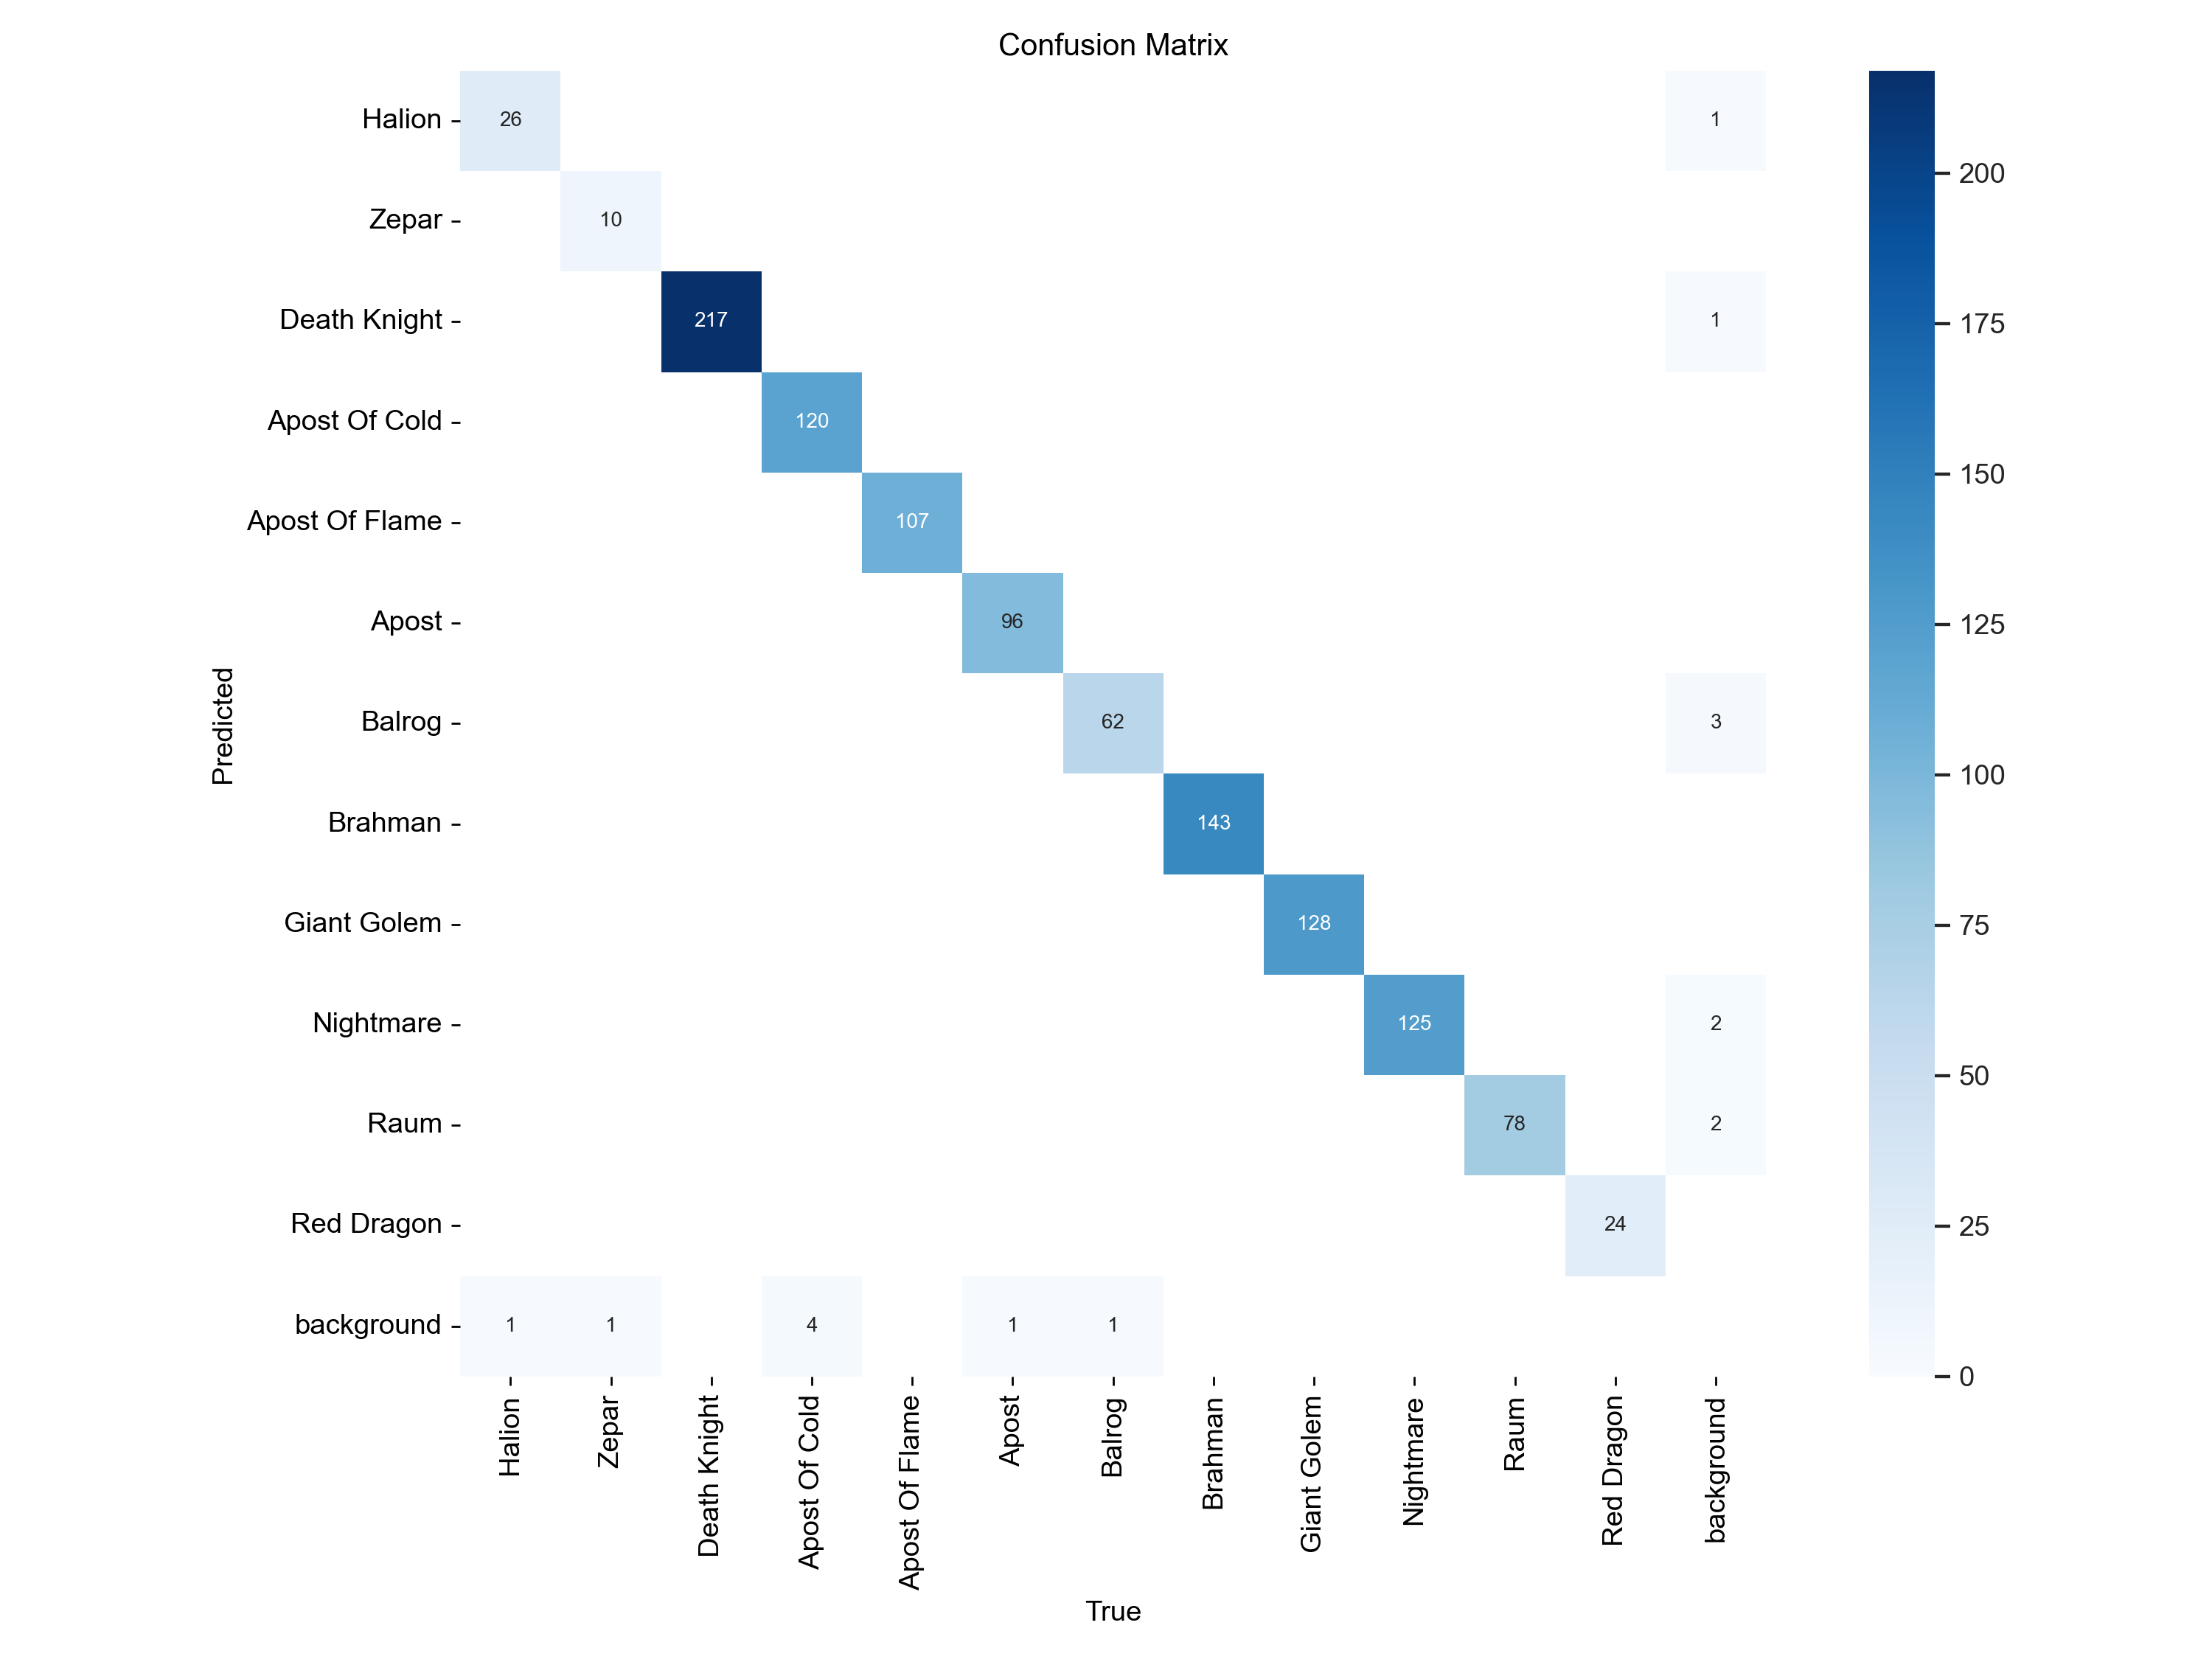 Confusion Matrix
Halion 26 1
Zepar 10
Death Knight 217 1
Apost Of Cold 120
Apost Of Flame 107
Apost 96
Balrog 62 3
Brahman 143
Giant Golem 128
Nightmare 125 2
Raum 78 2
Red Dragon 24
background 1 1 4 1 1
Predicted
Halion Zepar Death Knight Apost Of Cold Apost Of Flame Apost Balrog Brahman Giant Golem Nightmare Raum Red Dragon background
True
200
175
150
125
100
75
50
25
0